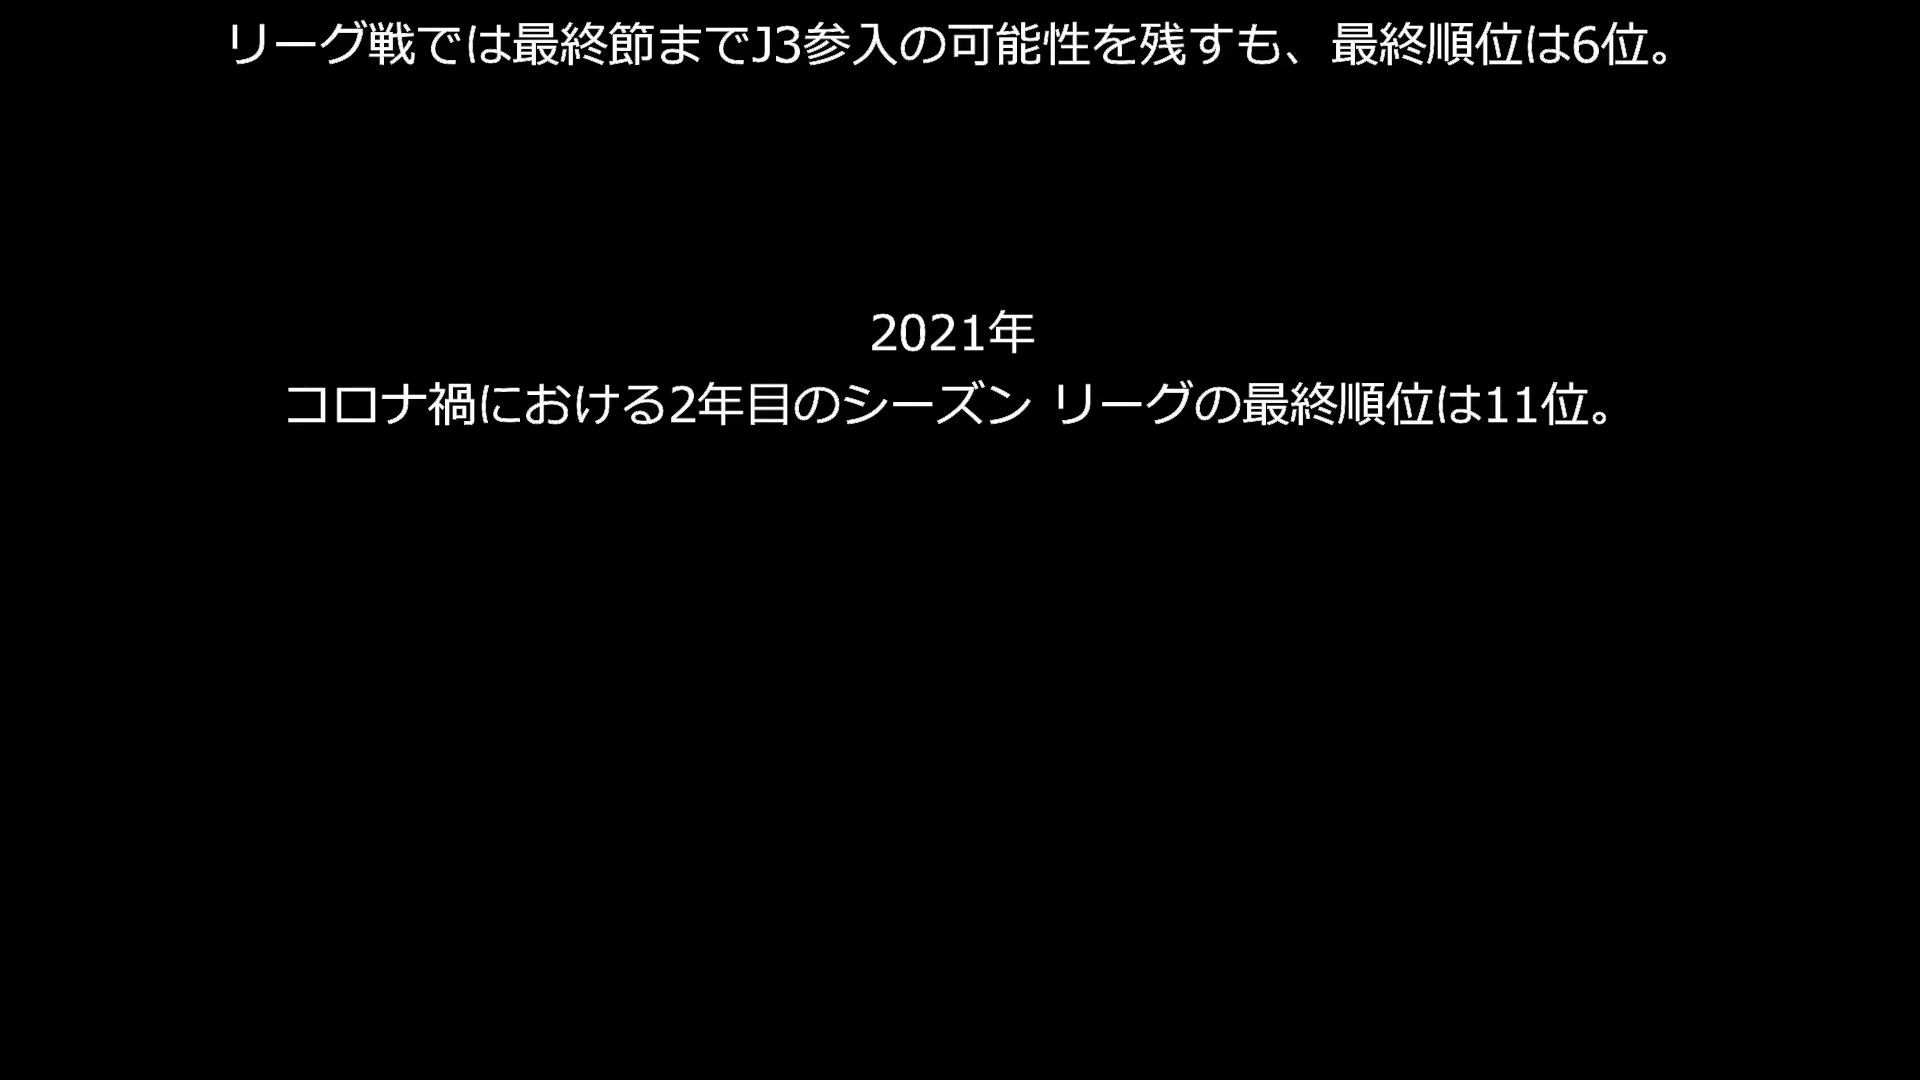 リーグ戦では最終節までJ3参入の可能性を残すも、最終順位は6位。
2021年
コロナ禍における2年目のシーズン リーグの最終順位は11位。